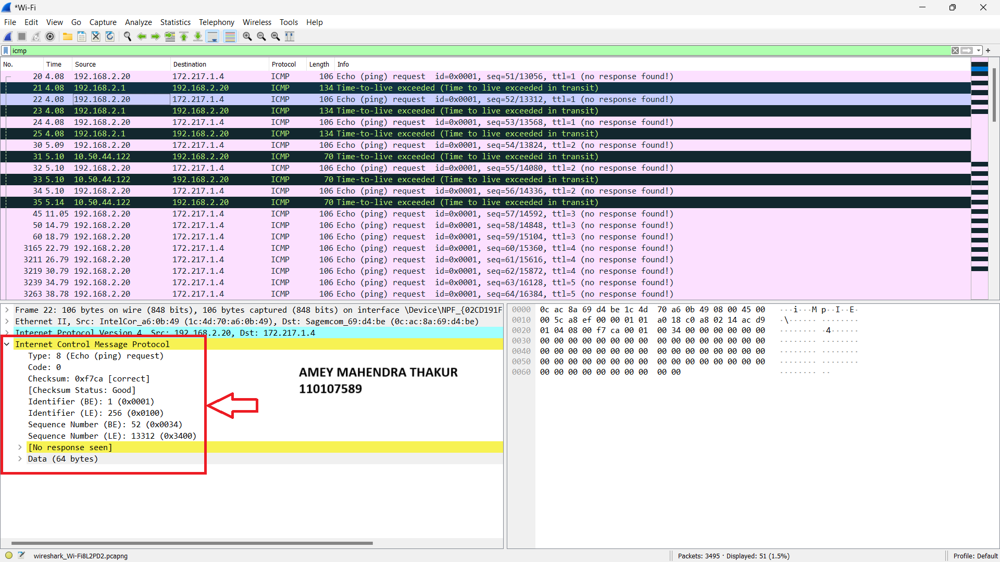 *Wi-Fi
File Edit View Go Capture Analyze Statistics Telephony Wireless Tools Help
icmp
No. Time Source Destination Protocol Length Info
20 4.08 192.168.2.20 172.217.1.4 ICMP 106 Echo (ping) request id=0x0001, seq=51/13056, ttl=1 (no response found!)
21 4.08 192.168.2.1 192.168.2.20 ICMP 134 Time-to-live exceeded (Time to live exceeded in transit)
22 4.08 192.168.2.20 172.217.1.4 ICMP 106 Echo (ping) request id=0x0001, seq=52/13312, ttl=1 (no response found!)
23 4.08 192.168.2.1 192.168.2.20 ICMP 134 Time-to-live exceeded (Time to live exceeded in transit)
24 4.08 192.168.2.20 172.217.1.4 ICMP 106 Echo (ping) request id=0x0001, seq=53/13568, ttl=1 (no response found!)
25 4.08 192.168.2.1 192.168.2.20 ICMP 134 Time-to-live exceeded (Time to live exceeded in transit)
30 5.09 192.168.2.20 172.217.1.4 ICMP 106 Echo (ping) request id=0x0001, seq=54/13824, ttl=2 (no response found!)
31 5.10 10.50.44.122 192.168.2.20 ICMP 70 Time-to-live exceeded (Time to live exceeded in transit)
32 5.10 192.168.2.20 172.217.1.4 ICMP 106 Echo (ping) request id=0x0001, seq=55/14080, ttl=2 (no response found!)
33 5.10 10.50.44.122 192.168.2.20 ICMP 70 Time-to-live exceeded (Time to live exceeded in transit)
34 5.10 192.168.2.20 172.217.1.4 ICMP 106 Echo (ping) request id=0x0001, seq=56/14336, ttl=2 (no response found!)
35 5.14 10.50.44.122 192.168.2.20 ICMP 70 Time-to-live exceeded (Time to live exceeded in transit)
45 11.05 192.168.2.20 172.217.1.4 ICMP 106 Echo (ping) request id=0x0001, seq=57/14592, ttl=3 (no response found!)
50 14.79 192.168.2.20 172.217.1.4 ICMP 106 Echo (ping) request id=0x0001, seq=58/14848, ttl=3 (no response found!)
60 18.79 192.168.2.20 172.217.1.4 ICMP 106 Echo (ping) request id=0x0001, seq=59/15104, ttl=3 (no response found!)
3165 22.79 192.168.2.20 172.217.1.4 ICMP 106 Echo (ping) request id=0x0001, seq=60/15360, ttl=4 (no response found!)
3211 26.79 192.168.2.20 172.217.1.4 ICMP 106 Echo (ping) request id=0x0001, seq=61/15616, ttl=4 (no response found!)
3219 30.79 192.168.2.20 172.217.1.4 ICMP 106 Echo (ping) request id=0x0001, seq=62/15872, ttl=4 (no response found!)
3239 34.79 192.168.2.20 172.217.1.4 ICMP 106 Echo (ping) request id=0x0001, seq=63/16128, ttl=5 (no response found!)
3263 38.78 192.168.2.20 172.217.1.4 ICMP 106 Echo (ping) request id=0x0001, seq=64/16384, ttl=5 (no response found!)
Frame 22: 106 bytes on wire (848 bits), 106 bytes captured (848 bits) on interface \Device\NPF_{02CD191F
Ethernet II, Src: IntelCor_a6:0b:49 (1c:4d:70:a6:0b:49), Dst: Sagemcom_69:d4:be (0c:ac:8a:69:d4:be)
Internet Protocol Version 4, Src: 192.168.2.20, Dst: 172.217.1.4
Internet Control Message Protocol
Type: 8 (Echo (ping) request)
Code: 0
Checksum: 0xf7ca [correct]
[Checksum Status: Good]
Identifier (BE): 1 (0x0001)
Identifier (LE): 256 (0x0100)
Sequence Number (BE): 52 (0x0034)
Sequence Number (LE): 13312 (0x3400)
[No response seen]
Data (64 bytes)
AMEY MAHENDRA THAKUR
110107589
0000 0c ac 8a 69 d4 be 1c 4d 70 a6 0b 49 08 00 45 00 ···i···M p··I··E·
0010 00 5c a8 ef 00 00 01 01 a0 18 c0 a8 02 14 ac d9 ·\······ ········
0020 01 04 08 00 f7 ca 00 01 00 34 00 00 00 00 00 00 ········ ·4······
0030 00 00 00 00 00 00 00 00 00 00 00 00 00 00 00 00 ········ ········
0040 00 00 00 00 00 00 00 00 00 00 00 00 00 00 00 00 ········ ········
0050 00 00 00 00 00 00 00 00 00 00 00 00 00 00 00 00 ········ ········
0060 00 00 00 00 00 00 00 00 00 00 ········ ··
wireshark_Wi-Fi8L2PD2.pcapng
Packets: 3495 · Displayed: 51 (1.5%)
Profile: Default